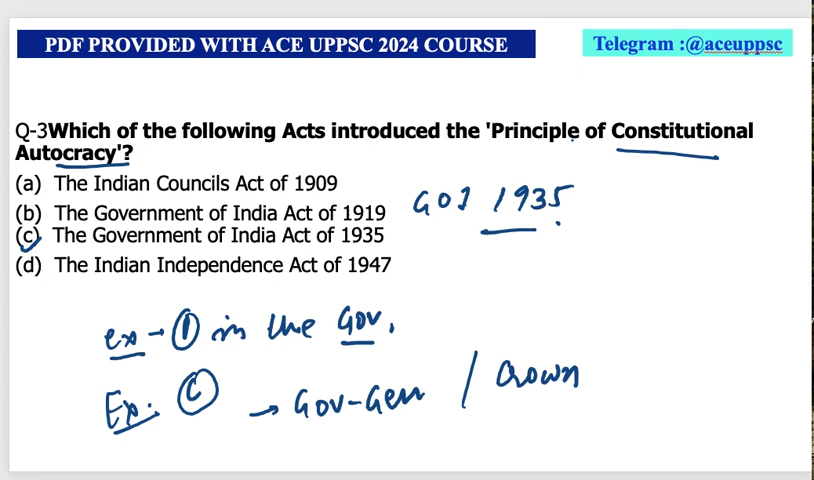 PDF PROVIDED WITH ACE UPPSC 2024 COURSE
Telegram :@aceuppsc
Q-3Which of the following Acts introduced the 'Principle of Constitutional
Autocracy'?
(a) The Indian Councils Act of 1909
(b) The Government of India Act of 1919
(c) The Government of India Act of 1935
(d) The Indian Independence Act of 1947
GOI 1935
ex → ① in the Gov.
Ex. Ⓒ → Gov-Gen / Crown